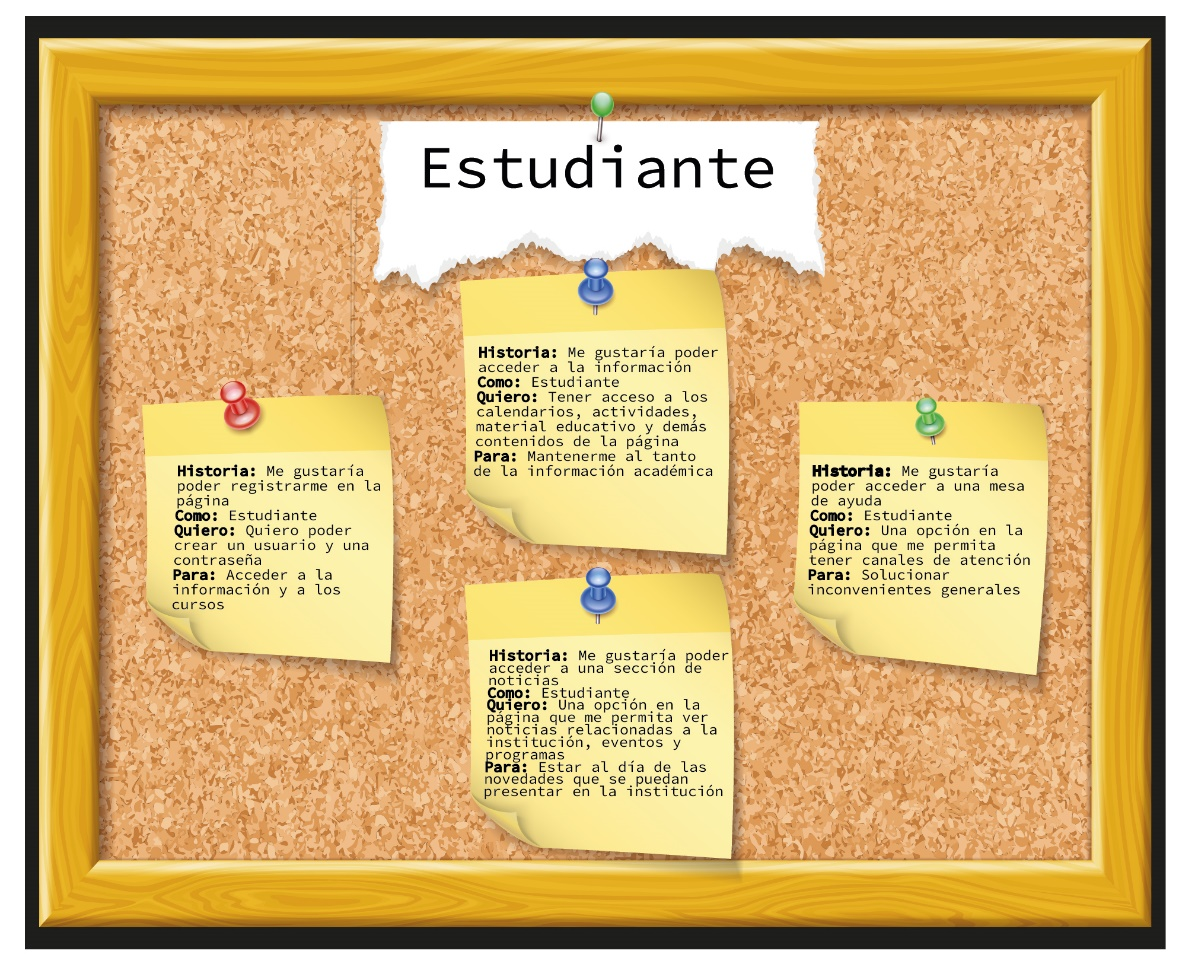 Estudiante
Historia: Me gustaría poder
acceder a la información
Como: Estudiante
Quiero: Tener acceso a los
calendarios, actividades,
material educativo y demás
contenidos de la página
Para: Mantenerme al tanto
de la información académica
Historia: Me gustaría
poder registrarme en la
página
Como: Estudiante
Quiero: Quiero poder
crear un usuario y una
contraseña
Para: Acceder a la
información y a los
cursos
Historia: Me gustaría
poder acceder a una mesa
de ayuda
Como: Estudiante
Quiero: Una opción en la
página que me permita
tener canales de atención
Para: Solucionar
inconvenientes generales
Historia: Me gustaría poder
acceder a una sección de
noticias
Como: Estudiante
Quiero: Una opción en la
página que me permita ver
noticias relacionadas a la
institución, eventos y
programas
Para: Estar al día de las
novedades que se puedan
presentar en la institución